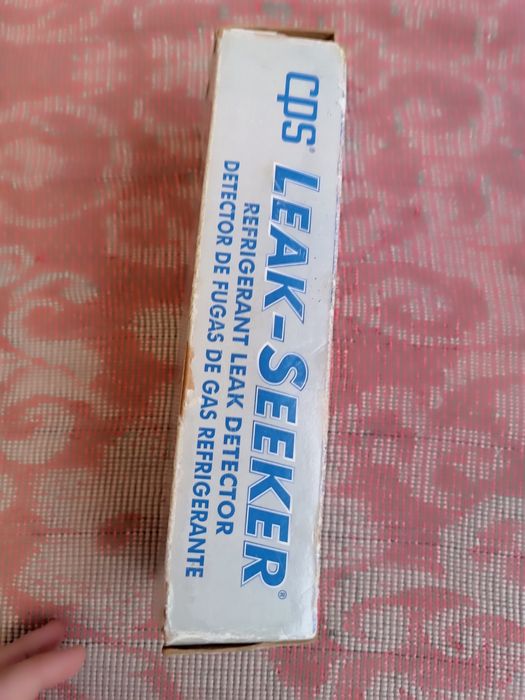 cps®
LEAK-SEEKER®
REFRIGERANT LEAK DETECTOR
DETECTOR DE FUGAS DE GAS REFRIGERANTE